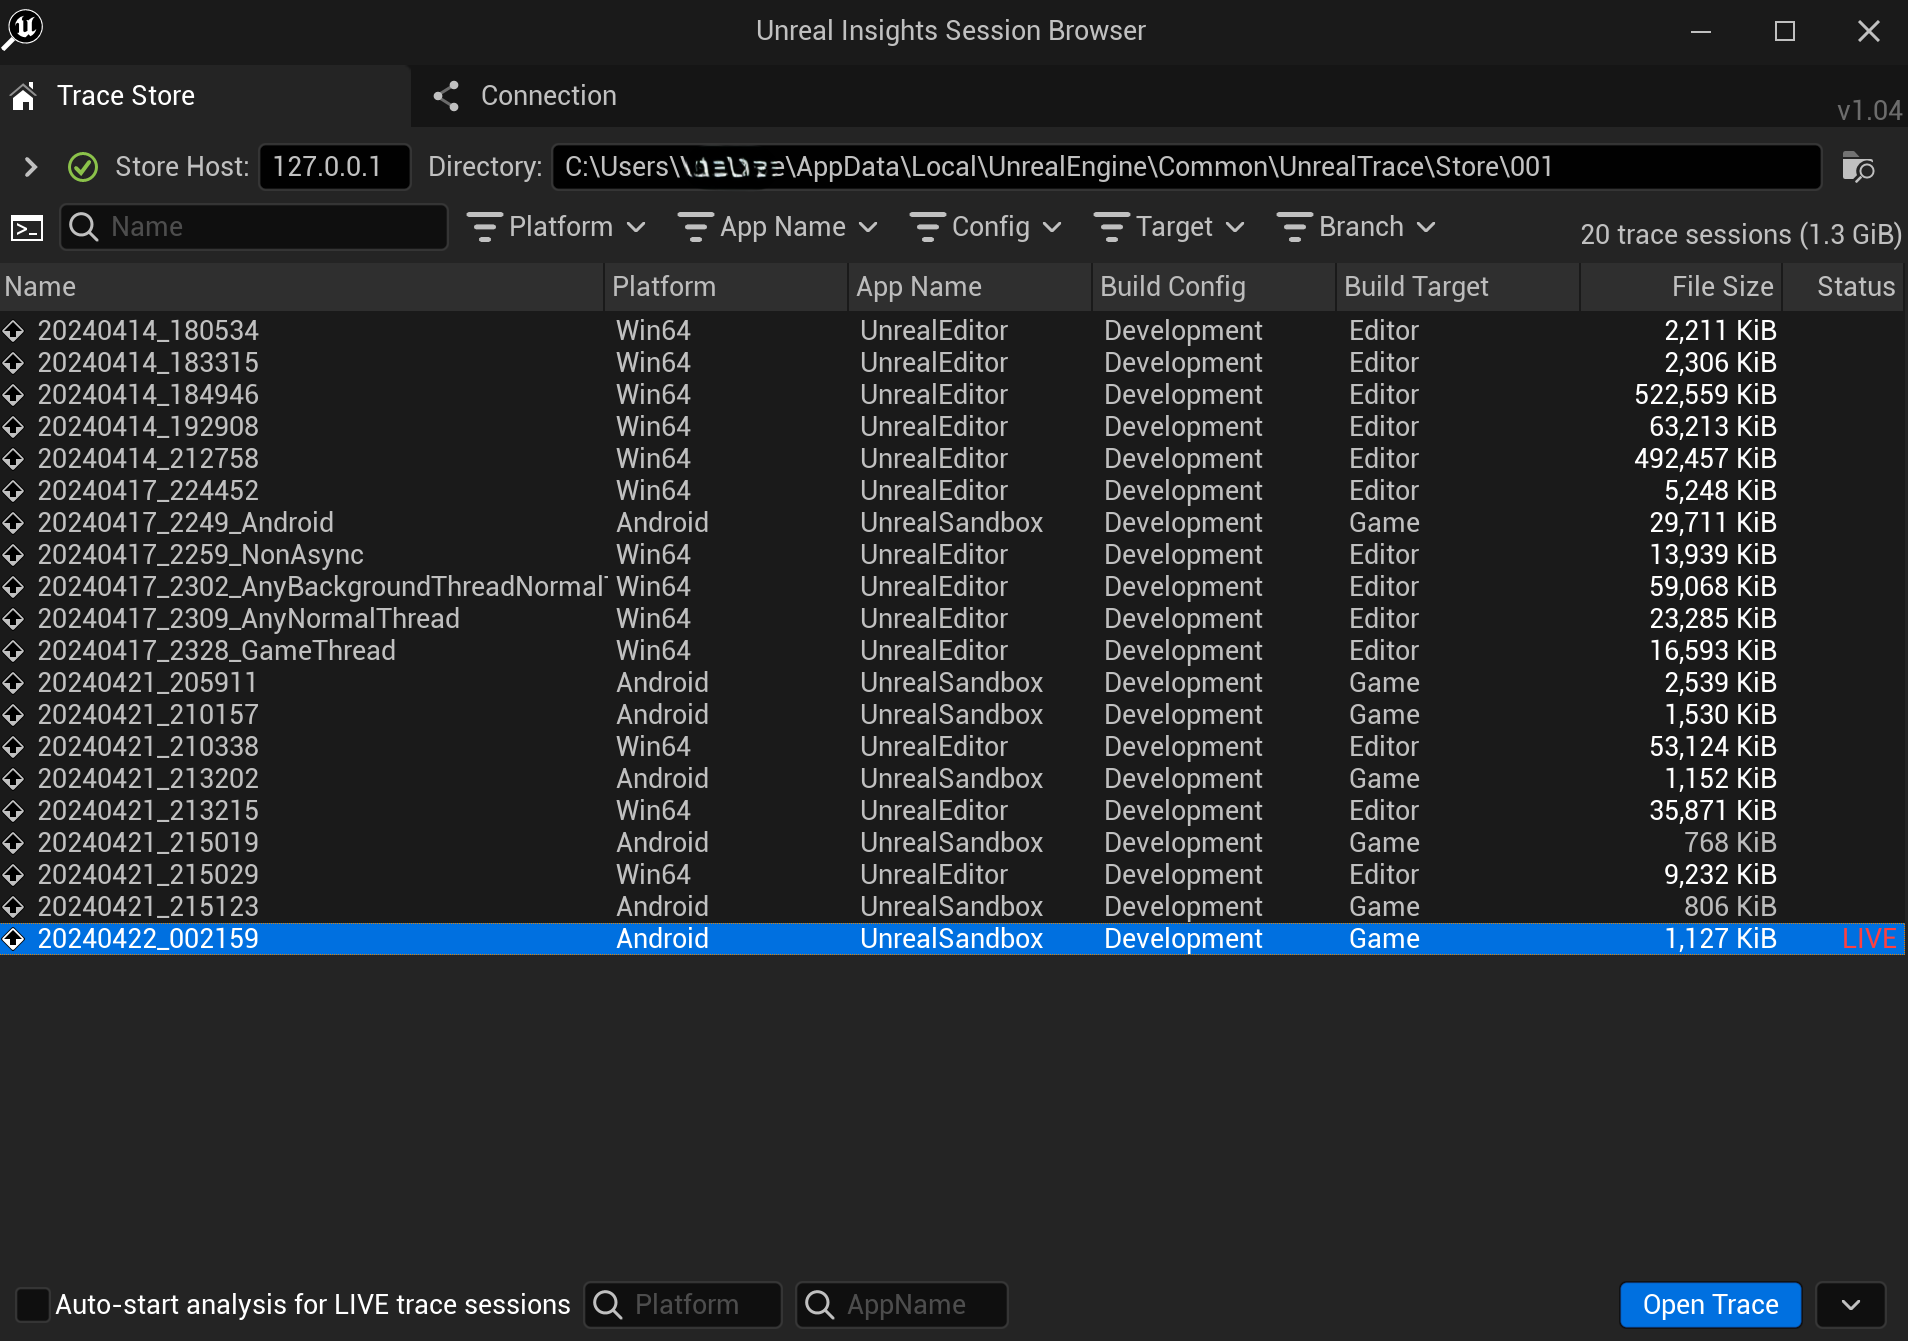 Unreal Insights Session Browser
Trace Store Connection
v1.04
Store Host: 127.0.0.1 Directory: C:\Users\ \AppData\Local\UnrealEngine\Common\UnrealTrace\Store\001
Name Platform App Name Config Target Branch 20 trace sessions (1.3 GiB)
Name Platform App Name Build Config Build Target File Size Status
20240414_180534 Win64 UnrealEditor Development Editor 2,211 KiB
20240414_183315 Win64 UnrealEditor Development Editor 2,306 KiB
20240414_184946 Win64 UnrealEditor Development Editor 522,559 KiB
20240414_192908 Win64 UnrealEditor Development Editor 63,213 KiB
20240414_212758 Win64 UnrealEditor Development Editor 492,457 KiB
20240417_224452 Win64 UnrealEditor Development Editor 5,248 KiB
20240417_2249_Android Android UnrealSandbox Development Game 29,711 KiB
20240417_2259_NonAsync Win64 UnrealEditor Development Editor 13,939 KiB
20240417_2302_AnyBackgroundThreadNormal Win64 UnrealEditor Development Editor 59,068 KiB
20240417_2309_AnyNormalThread Win64 UnrealEditor Development Editor 23,285 KiB
20240417_2328_GameThread Win64 UnrealEditor Development Editor 16,593 KiB
20240421_205911 Android UnrealSandbox Development Game 2,539 KiB
20240421_210157 Android UnrealSandbox Development Game 1,530 KiB
20240421_210338 Win64 UnrealEditor Development Editor 53,124 KiB
20240421_213202 Android UnrealSandbox Development Game 1,152 KiB
20240421_213215 Win64 UnrealEditor Development Editor 35,871 KiB
20240421_215019 Android UnrealSandbox Development Game 768 KiB
20240421_215029 Win64 UnrealEditor Development Editor 9,232 KiB
20240421_215123 Android UnrealSandbox Development Game 806 KiB
20240422_002159 Android UnrealSandbox Development Game 1,127 KiB LIVE
Auto-start analysis for LIVE trace sessions Platform AppName Open Trace